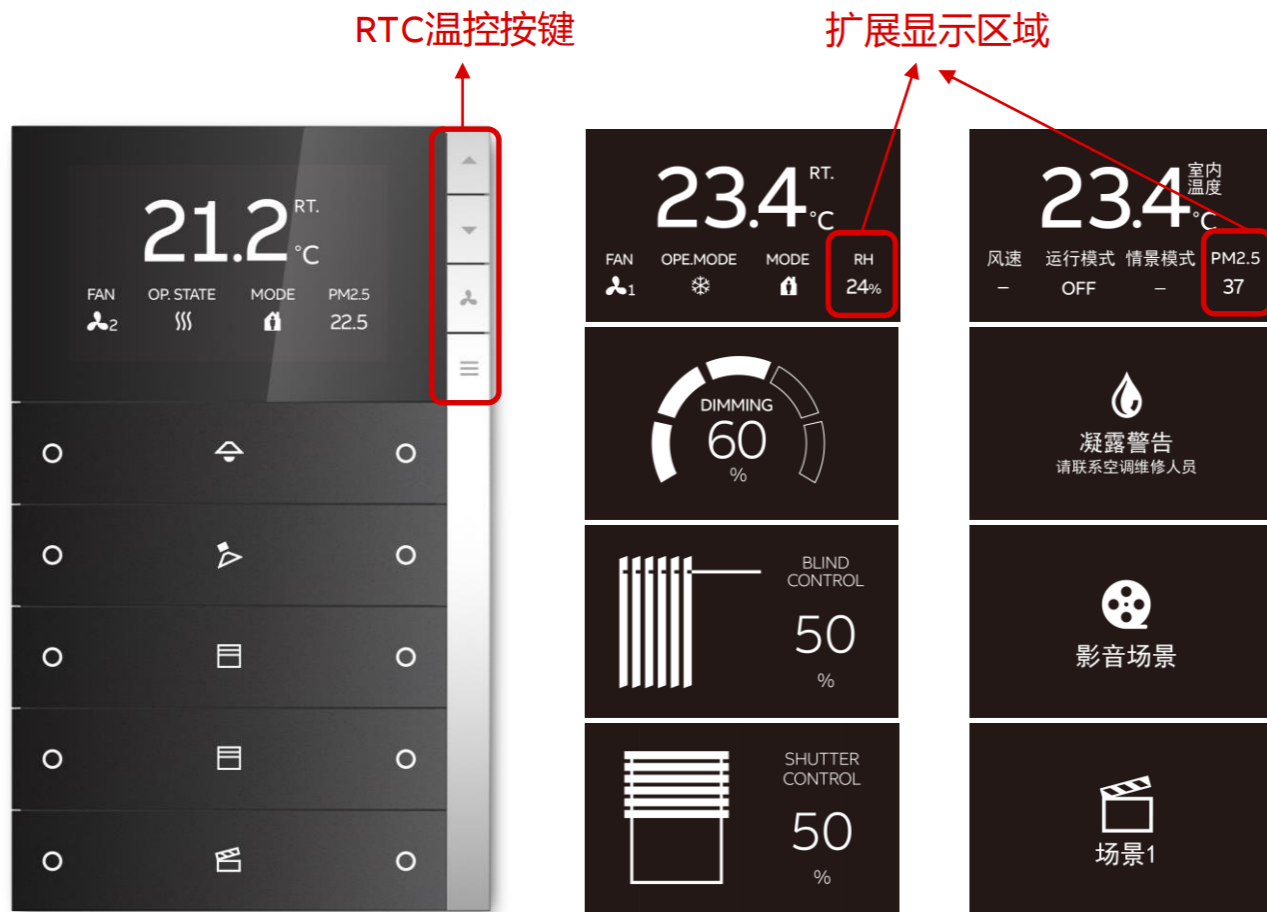 RTC温控按键
扩展显示区域
21.2 RT.
°C
FAN OP. STATE MODE PM2.5
2 22.5
23.4 RT.
°C
FAN OPE.MODE MODE RH
1 24%
DIMMING
60
%
BLIND
CONTROL
50
%
SHUTTER
CONTROL
50
%
23.4 室内
温度
°C
风速 运行模式 情景模式 PM2.5
– OFF – 37
凝露警告
请联系空调维修人员
影音场景
场景1